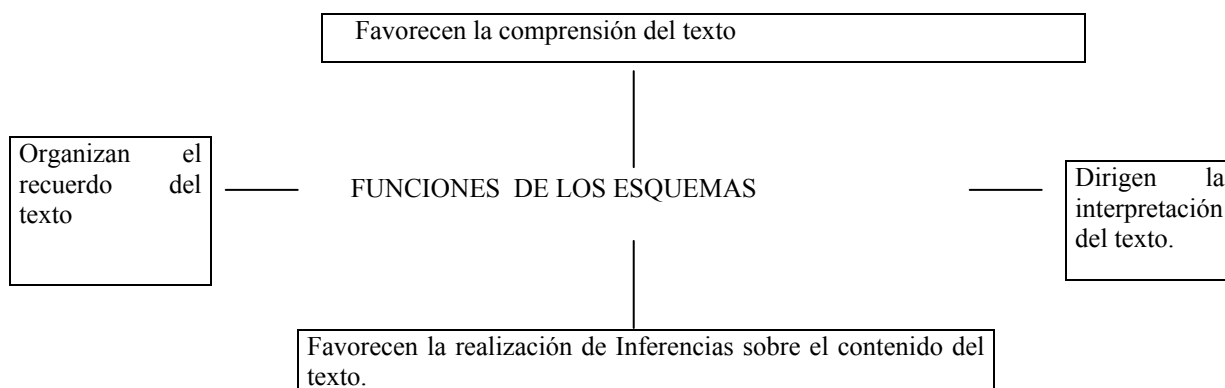 Favorecen la comprensión del texto
Organizan el
recuerdo del
texto
FUNCIONES DE LOS ESQUEMAS
Dirigen la
interpretación
del texto.
Favorecen la realización de Inferencias sobre el contenido del
texto.